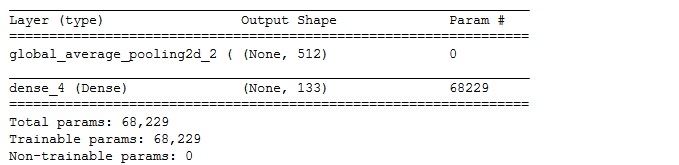 Layer (type) Output Shape Param #
=================================================================
global_average_pooling2d_2 ( (None, 512) 0
_________________________________________________________________
dense_4 (Dense) (None, 133) 68229
=================================================================
Total params: 68,229
Trainable params: 68,229
Non-trainable params: 0